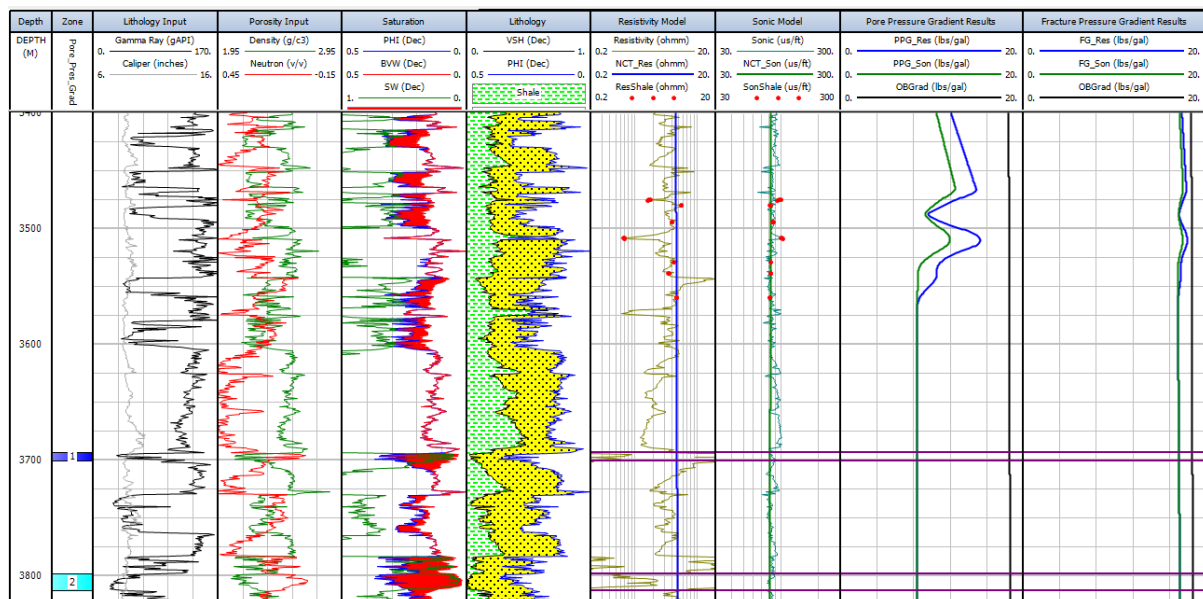 Depth Zone Lithology Input Porosity Input Saturation Lithology Resistivity Model Sonic Model Pore Pressure Gradient Results Fracture Pressure Gradient Results
DEPTH (M)
Pore_Pres_Grad
Gamma Ray (gAPI)
0. 170.
Caliper (inches)
6. 16.
Density (g/c3)
1.95 2.95
Neutron (v/v)
0.45 -0.15
PHI (Dec)
0.5 0.
BVW (Dec)
0.5 0.
SW (Dec)
1. 0.
VSH (Dec)
0. 1.
PHI (Dec)
0.5 0.
Shale
Resistivity (ohmm)
0.2 20.
NCT_Res (ohmm)
0.2 20.
ResShale (ohmm)
0.2 20
Sonic (us/ft)
30. 300.
NCT_Son (us/ft)
30. 300.
SonShale (us/ft)
30 300
PPG_Res (lbs/gal)
0. 20.
PPG_Son (lbs/gal)
0. 20.
OBGrad (lbs/gal)
0. 20.
FG_Res (lbs/gal)
0. 20.
FG_Son (lbs/gal)
0. 20.
OBGrad (lbs/gal)
0. 20.
3500
3600
3700 1
3800 2